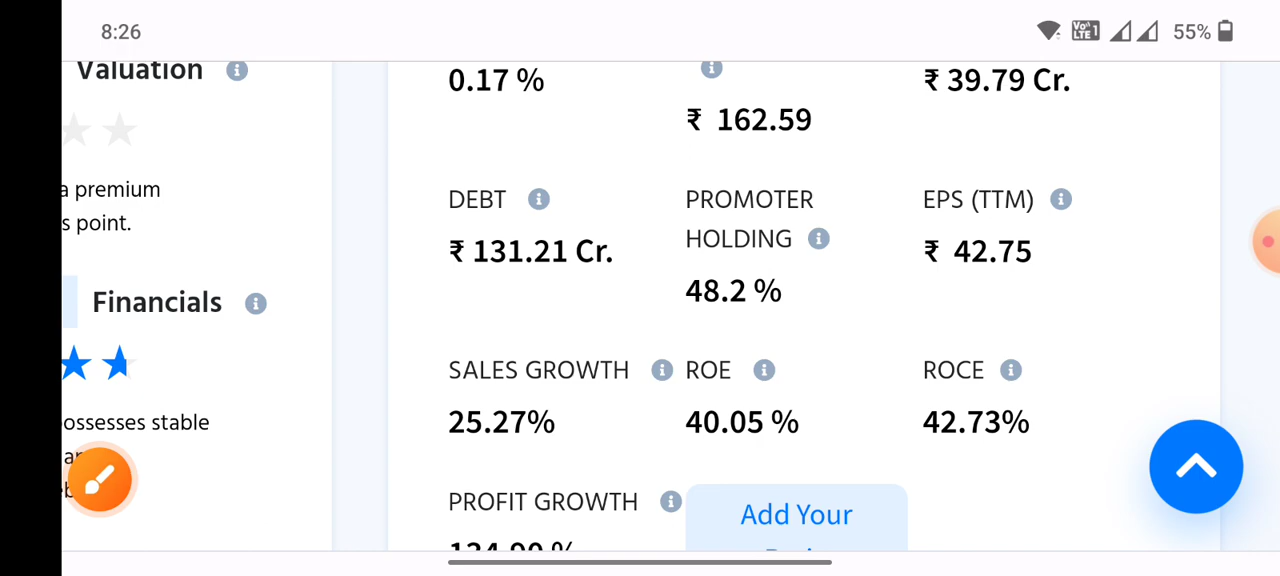 8:26
55%
Valuation
0.17 %
₹ 162.59
₹ 39.79 Cr.
a premium
s point.
DEBT
₹ 131.21 Cr.
PROMOTER
HOLDING
48.2 %
EPS (TTM)
₹ 42.75
Financials
ossesses stable
SALES GROWTH
25.27%
ROE
40.05 %
ROCE
42.73%
PROFIT GROWTH
Add Your